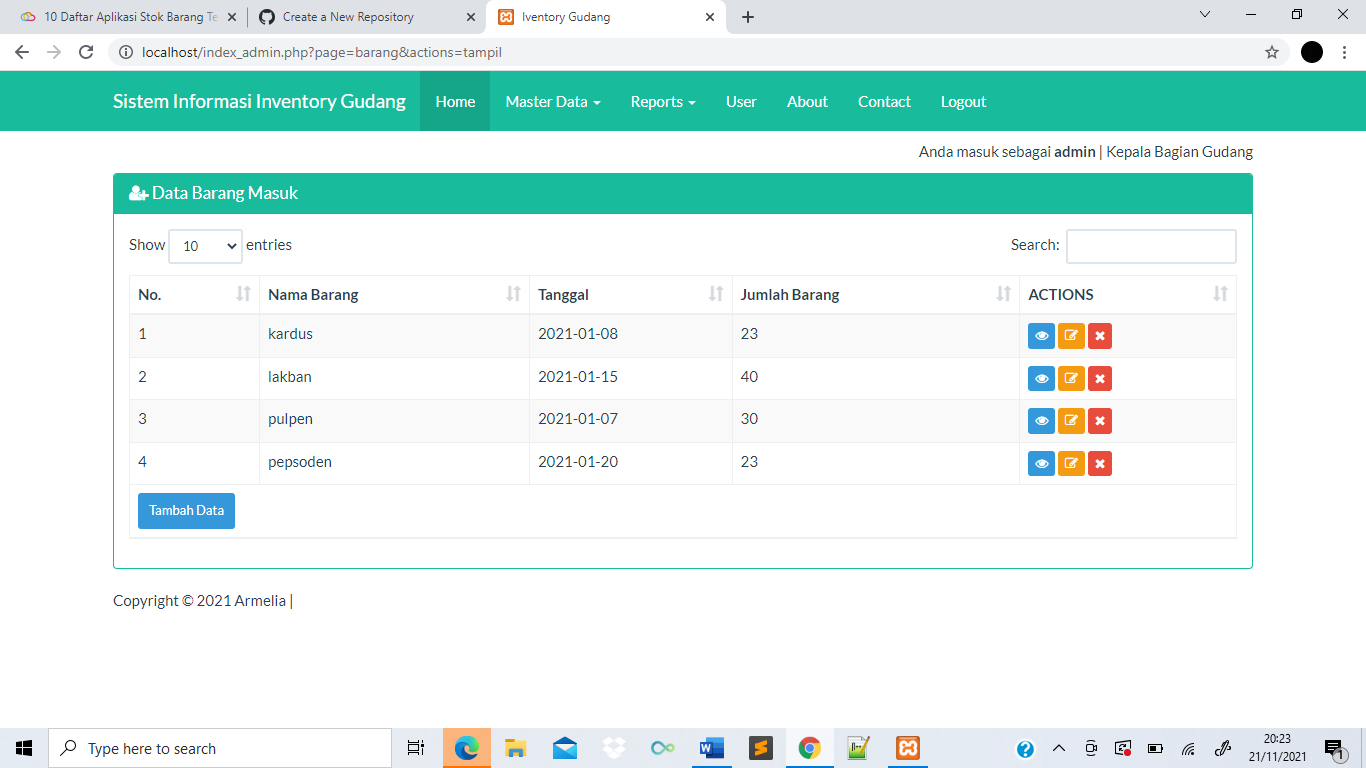 10 Daftar Aplikasi Stok Barang Te
Create a New Repository
Iventory Gudang
localhost/index_admin.php?page=barang&actions=tampil
Sistem Informasi Inventory Gudang Home Master Data Reports User About Contact Logout
Anda masuk sebagai admin | Kepala Bagian Gudang
Data Barang Masuk
Show 10 entries Search:
No. Nama Barang Tanggal Jumlah Barang ACTIONS
1 kardus 2021-01-08 23
2 lakban 2021-01-15 40
3 pulpen 2021-01-07 30
4 pepsoden 2021-01-20 23
Tambah Data
Copyright © 2021 Armelia |
Type here to search
20:23
21/11/2021
1